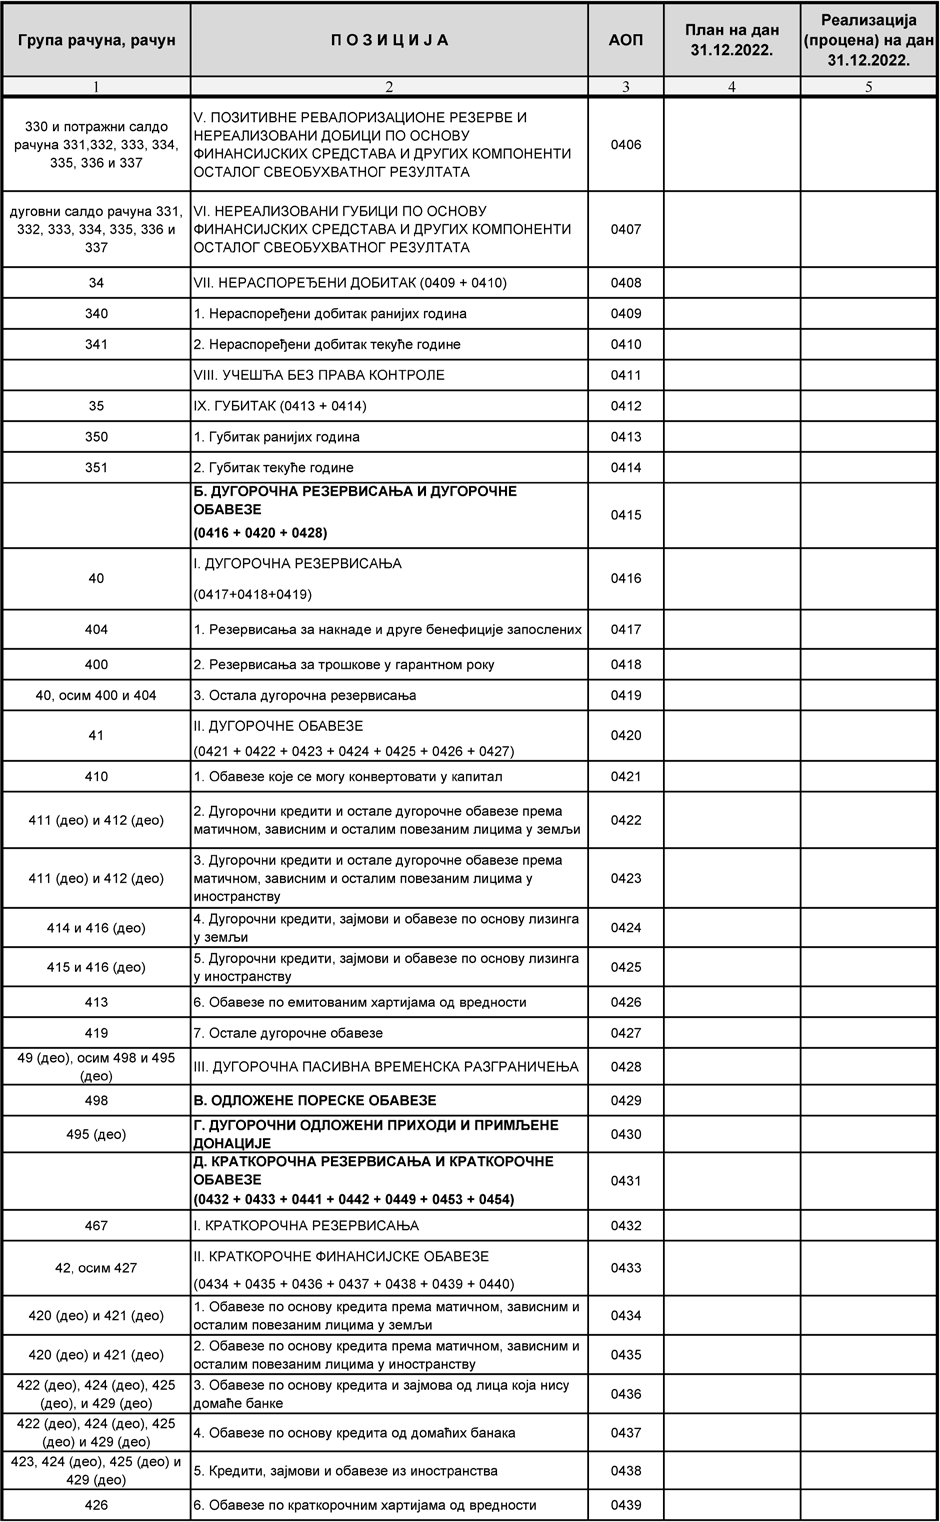 Група рачуна, рачун
П О З И Ц И Ј А
АОП
План на дан
31.12.2022.
Реализација
(процена) на дан
31.12.2022.
1
2
3
4
5
330 и потражни салдо
рачуна 331,332, 333, 334,
335, 336 и 337
V. ПОЗИТИВНЕ РЕВАЛОРИЗАЦИОНЕ РЕЗЕРВЕ И
НЕРЕАЛИЗОВАНИ ДОБИЦИ ПО ОСНОВУ
ФИНАНСИЈСКИХ СРЕДСТАВА И ДРУГИХ КОМПОНЕНТИ
ОСТАЛОГ СВЕОБУХВАТНОГ РЕЗУЛТАТА
0406
дуговни салдо рачуна 331,
332, 333, 334, 335, 336 и
337
VI. НЕРЕАЛИЗОВАНИ ГУБИЦИ ПО ОСНОВУ
ФИНАНСИЈСКИХ СРЕДСТАВА И ДРУГИХ КОМПОНЕНТИ
ОСТАЛОГ СВЕОБУХВАТНОГ РЕЗУЛТАТА
0407
34
VII. НЕРАСПОРЕЂЕНИ ДОБИТАК (0409 + 0410)
0408
340
1. Нераспоређени добитак ранијих година
0409
341
2. Нераспоређени добитак текуће године
0410
VIII. УЧЕШЋА БЕЗ ПРАВА КОНТРОЛЕ
0411
35
IX. ГУБИТАК (0413 + 0414)
0412
350
1. Губитак ранијих година
0413
351
2. Губитак текуће године
0414
Б. ДУГОРОЧНА РЕЗЕРВИСАЊА И ДУГОРОЧНЕ
ОБАВЕЗЕ
(0416 + 0420 + 0428)
0415
40
I. ДУГОРОЧНА РЕЗЕРВИСАЊА
(0417+0418+0419)
0416
404
1. Резервисања за накнаде и друге бенефиције запослених
0417
400
2. Резервисања за трошкове у гарантном року
0418
40, осим 400 и 404
3. Остала дугорочна резервисања
0419
41
II. ДУГОРОЧНЕ ОБАВЕЗЕ
(0421 + 0422 + 0423 + 0424 + 0425 + 0426 + 0427)
0420
410
1. Обавезе које се могу конвертовати у капитал
0421
411 (део) и 412 (део)
2. Дугорочни кредити и остале дугорочне обавезе према
матичном, зависним и осталим повезаним лицима у земљи
0422
411 (део) и 412 (део)
3. Дугорочни кредити и остале дугорочне обавезе према
матичном, зависним и осталим повезаним лицима у
иностранству
0423
414 и 416 (део)
4. Дугорочни кредити, зајмови и обавезе по основу лизинга
у земљи
0424
415 и 416 (део)
5. Дугорочни кредити, зајмови и обавезе по основу лизинга
у иностранству
0425
413
6. Обавезе по емитованим хартијама од вредности
0426
419
7. Остале дугорочне обавезе
0427
49 (део), осим 498 и 495
(део)
III. ДУГОРОЧНА ПАСИВНА ВРЕМЕНСКА РАЗГРАНИЧЕЊА
0428
498
В. ОДЛОЖЕНЕ ПОРЕСКЕ ОБАВЕЗЕ
0429
495 (део)
Г. ДУГОРОЧНИ ОДЛОЖЕНИ ПРИХОДИ И ПРИМЉЕНЕ
ДОНАЦИЈЕ
0430
Д. КРАТКОРОЧНА РЕЗЕРВИСАЊА И КРАТКОРОЧНЕ
ОБАВЕЗЕ
(0432 + 0433 + 0441 + 0442 + 0449 + 0453 + 0454)
0431
467
I. КРАТКОРОЧНА РЕЗЕРВИСАЊА
0432
42, осим 427
II. КРАТКОРОЧНЕ ФИНАНСИЈСКЕ ОБАВЕЗЕ
(0434 + 0435 + 0436 + 0437 + 0438 + 0439 + 0440)
0433
420 (део) и 421 (део)
1. Обавезе по основу кредита према матичном, зависним и
осталим повезаним лицима у земљи
0434
420 (део) и 421 (део)
2. Обавезе по основу кредита према матичном, зависним и
осталим повезаним лицима у иностранству
0435
422 (део), 424 (део), 425
(део), и 429 (део)
3. Обавезе по основу кредита и зајмова од лица која нису
домаће банке
0436
422 (део), 424 (део), 425
(део) и 429 (део)
4. Обавезе по основу кредита од домаћих банака
0437
423, 424 (део), 425 (део) и
429 (део)
5. Кредити, зајмови и обавезе из иностранства
0438
426
6. Обавезе по краткорочним хартијама од вредности
0439